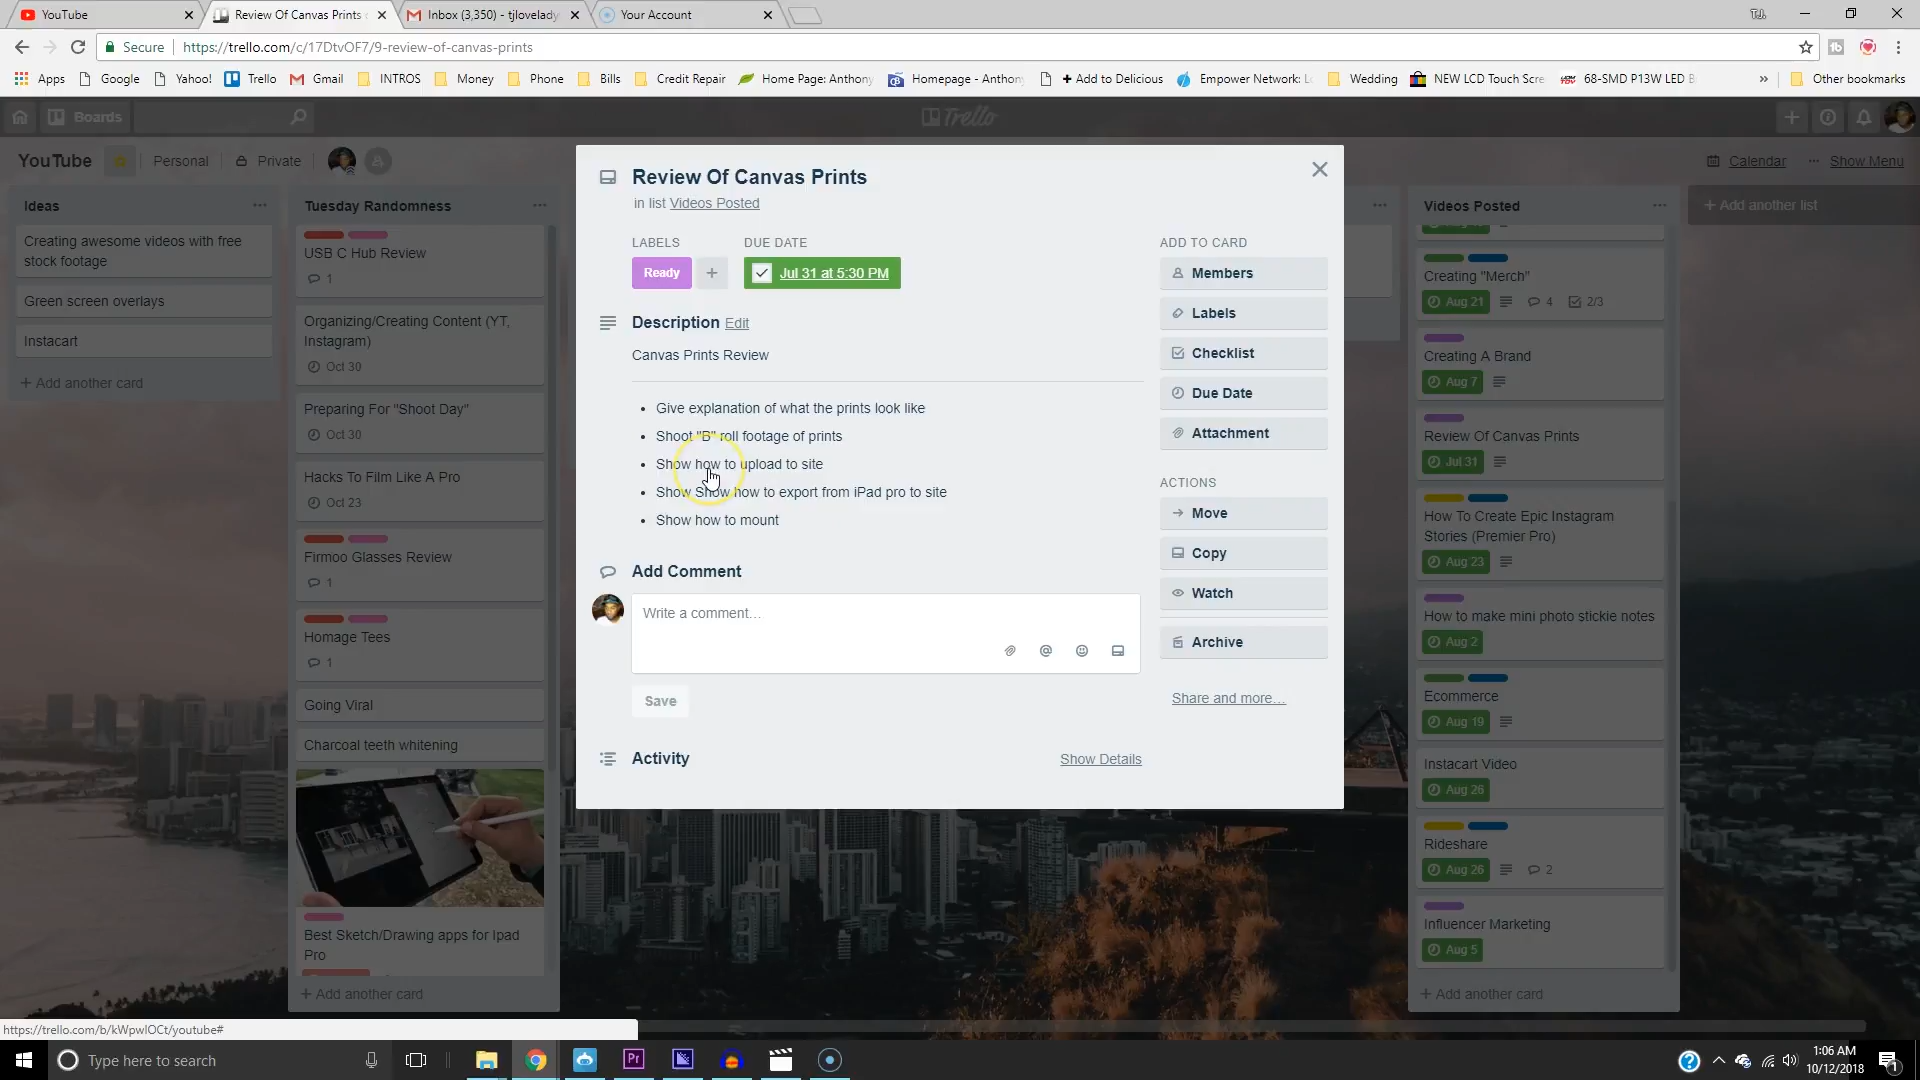 YouTube
Review Of Canvas Prints
Inbox (3,350) - tjlovelady
Your Account
T.J.
Secure
https://trello.com/c/17DtvOF7/9-review-of-canvas-prints
Apps
Google
Yahoo!
Trello
Gmail
INTROS
Money
Phone
Bills
Credit Repair
Home Page: Anthony
Homepage - Anthony
+ Add to Delicious
Empower Network: L
Wedding
NEW LCD Touch Scre
68-SMD P13W LED B
Other bookmarks
Boards
Trello
YouTube
Personal
Private
Calendar
Show Menu
Ideas
Creating awesome videos with free
stock footage
Green screen overlays
Instacart
+ Add another card
Tuesday Randomness
USB C Hub Review
1
Organizing/Creating Content (YT,
Instagram)
Oct 30
Preparing For "Shoot Day"
Oct 30
Hacks To Film Like A Pro
Oct 23
Firmoo Glasses Review
1
Homage Tees
1
Going Viral
Charcoal teeth whitening
Best Sketch/Drawing apps for Ipad
Pro
+ Add another card
Review Of Canvas Prints
in list Videos Posted
LABELS
DUE DATE
Ready
+
Jul 31 at 5:30 PM
Description Edit
Canvas Prints Review
• Give explanation of what the prints look like
• Shoot "B" roll footage of prints
• Show how to upload to site
• Show Show how to export from iPad pro to site
• Show how to mount
Add Comment
Write a comment…
Save
Activity
Show Details
ADD TO CARD
Members
Labels
Checklist
Due Date
Attachment
ACTIONS
Move
Copy
Watch
Archive
Share and more…
Videos Posted
Creating "Merch"
Aug 21
4
2/3
Creating A Brand
Aug 7
Review Of Canvas Prints
Jul 31
How To Create Epic Instagram
Stories (Premier Pro)
Aug 23
How to make mini photo stickie notes
Aug 2
Ecommerce
Aug 19
Instacart Video
Aug 26
Rideshare
Aug 26
2
Influencer Marketing
Aug 5
+ Add another card
+ Add another list
https://trello.com/b/kWpwlOCt/youtube#
Type here to search
Pr
1:06 AM
10/12/2018
1